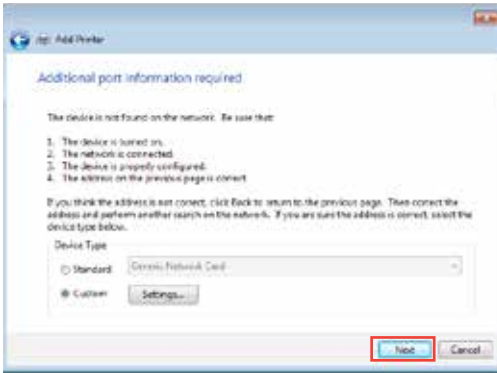 Add Printer
Additional port information required
The device is not found on the network. Be sure that:
1. The device is turned on.
2. The network is connected.
3. The device is properly configured.
4. The address on the previous page is correct.
If you think the address is not correct, click Back to return to the previous page. Then correct the
address and perform another search on the network. If you are sure the address is correct, select the
device type below.
Device Type
Standard
Generic Network Card
Custom
Settings...
Next
Cancel